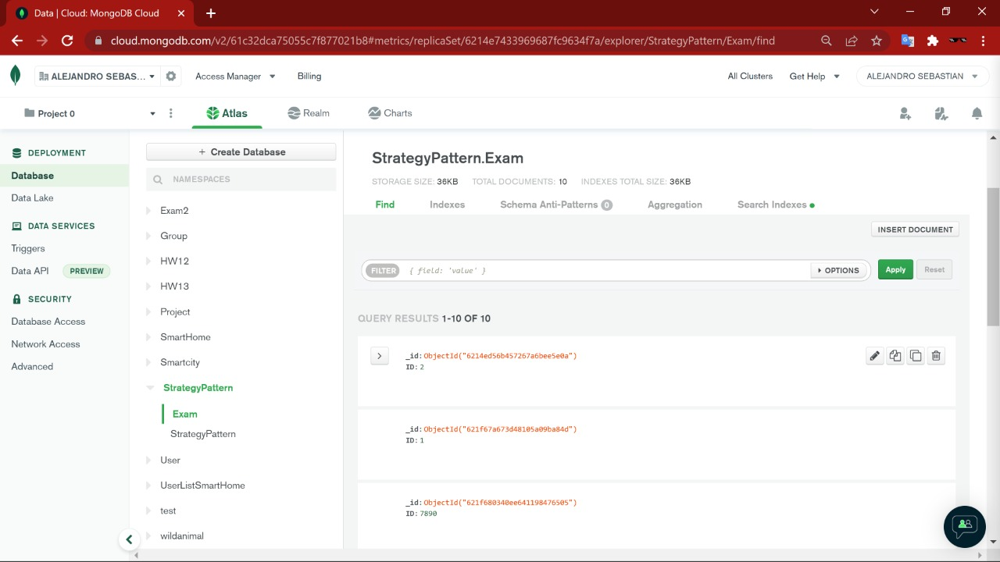 Data | Cloud: MongoDB Cloud
cloud.mongodb.com/v2/61c32dca75055c7f877021b8#metrics/replicaSet/6214e7433969687fc9634f7a/explorer/StrategyPattern/Exam/find
ALEJANDRO SEBAS... Access Manager Billing All Clusters Get Help ALEJANDRO SEBASTIAN
Project 0 Atlas Realm Charts
DEPLOYMENT
Database
Data Lake
DATA SERVICES
Triggers
Data API PREVIEW
SECURITY
Database Access
Network Access
Advanced
+ Create Database
NAMESPACES
Exam2
Group
HW12
HW13
Project
SmartHome
Smartcity
StrategyPattern
Exam
StrategyPattern
User
UserListSmartHome
test
wildanimal
StrategyPattern.Exam
STORAGE SIZE: 36KB TOTAL DOCUMENTS: 10 INDEXES TOTAL SIZE: 36KB
Find Indexes Schema Anti-Patterns 0 Aggregation Search Indexes
INSERT DOCUMENT
FILTER { field: 'value' } OPTIONS Apply Reset
QUERY RESULTS 1-10 OF 10
_id: ObjectId("6214ed56b457267a6bee5e0a")
ID: 2
_id: ObjectId("621f67a673d48105a09ba84d")
ID: 1
_id: ObjectId("621f680340ee641198476505")
ID: 7890